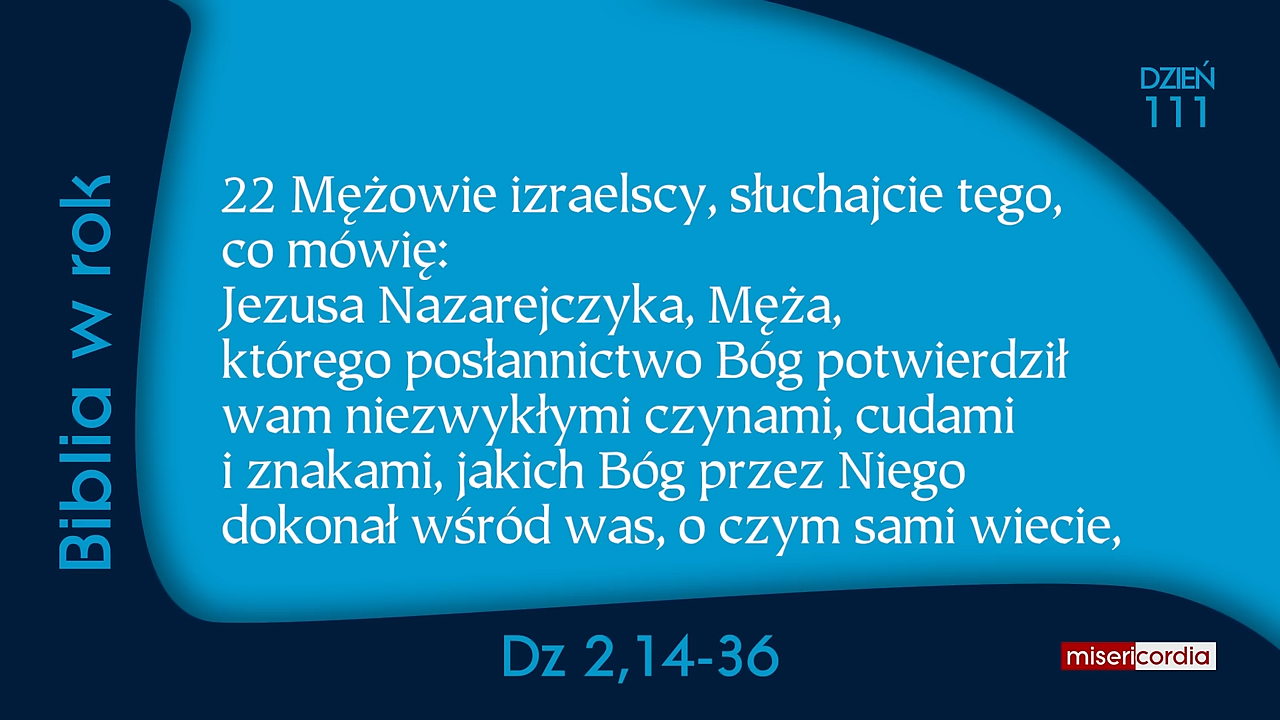 DZIEŃ
111
Biblia w rok
22 Mężowie izraelscy, słuchajcie tego,
co mówię:
Jezusa Nazarejczyka, Męża,
którego posłannictwo Bóg potwierdził
wam niezwykłymi czynami, cudami
i znakami, jakich Bóg przez Niego
dokonał wśród was, o czym sami wiecie,
Dz 2,14-36
misericordia